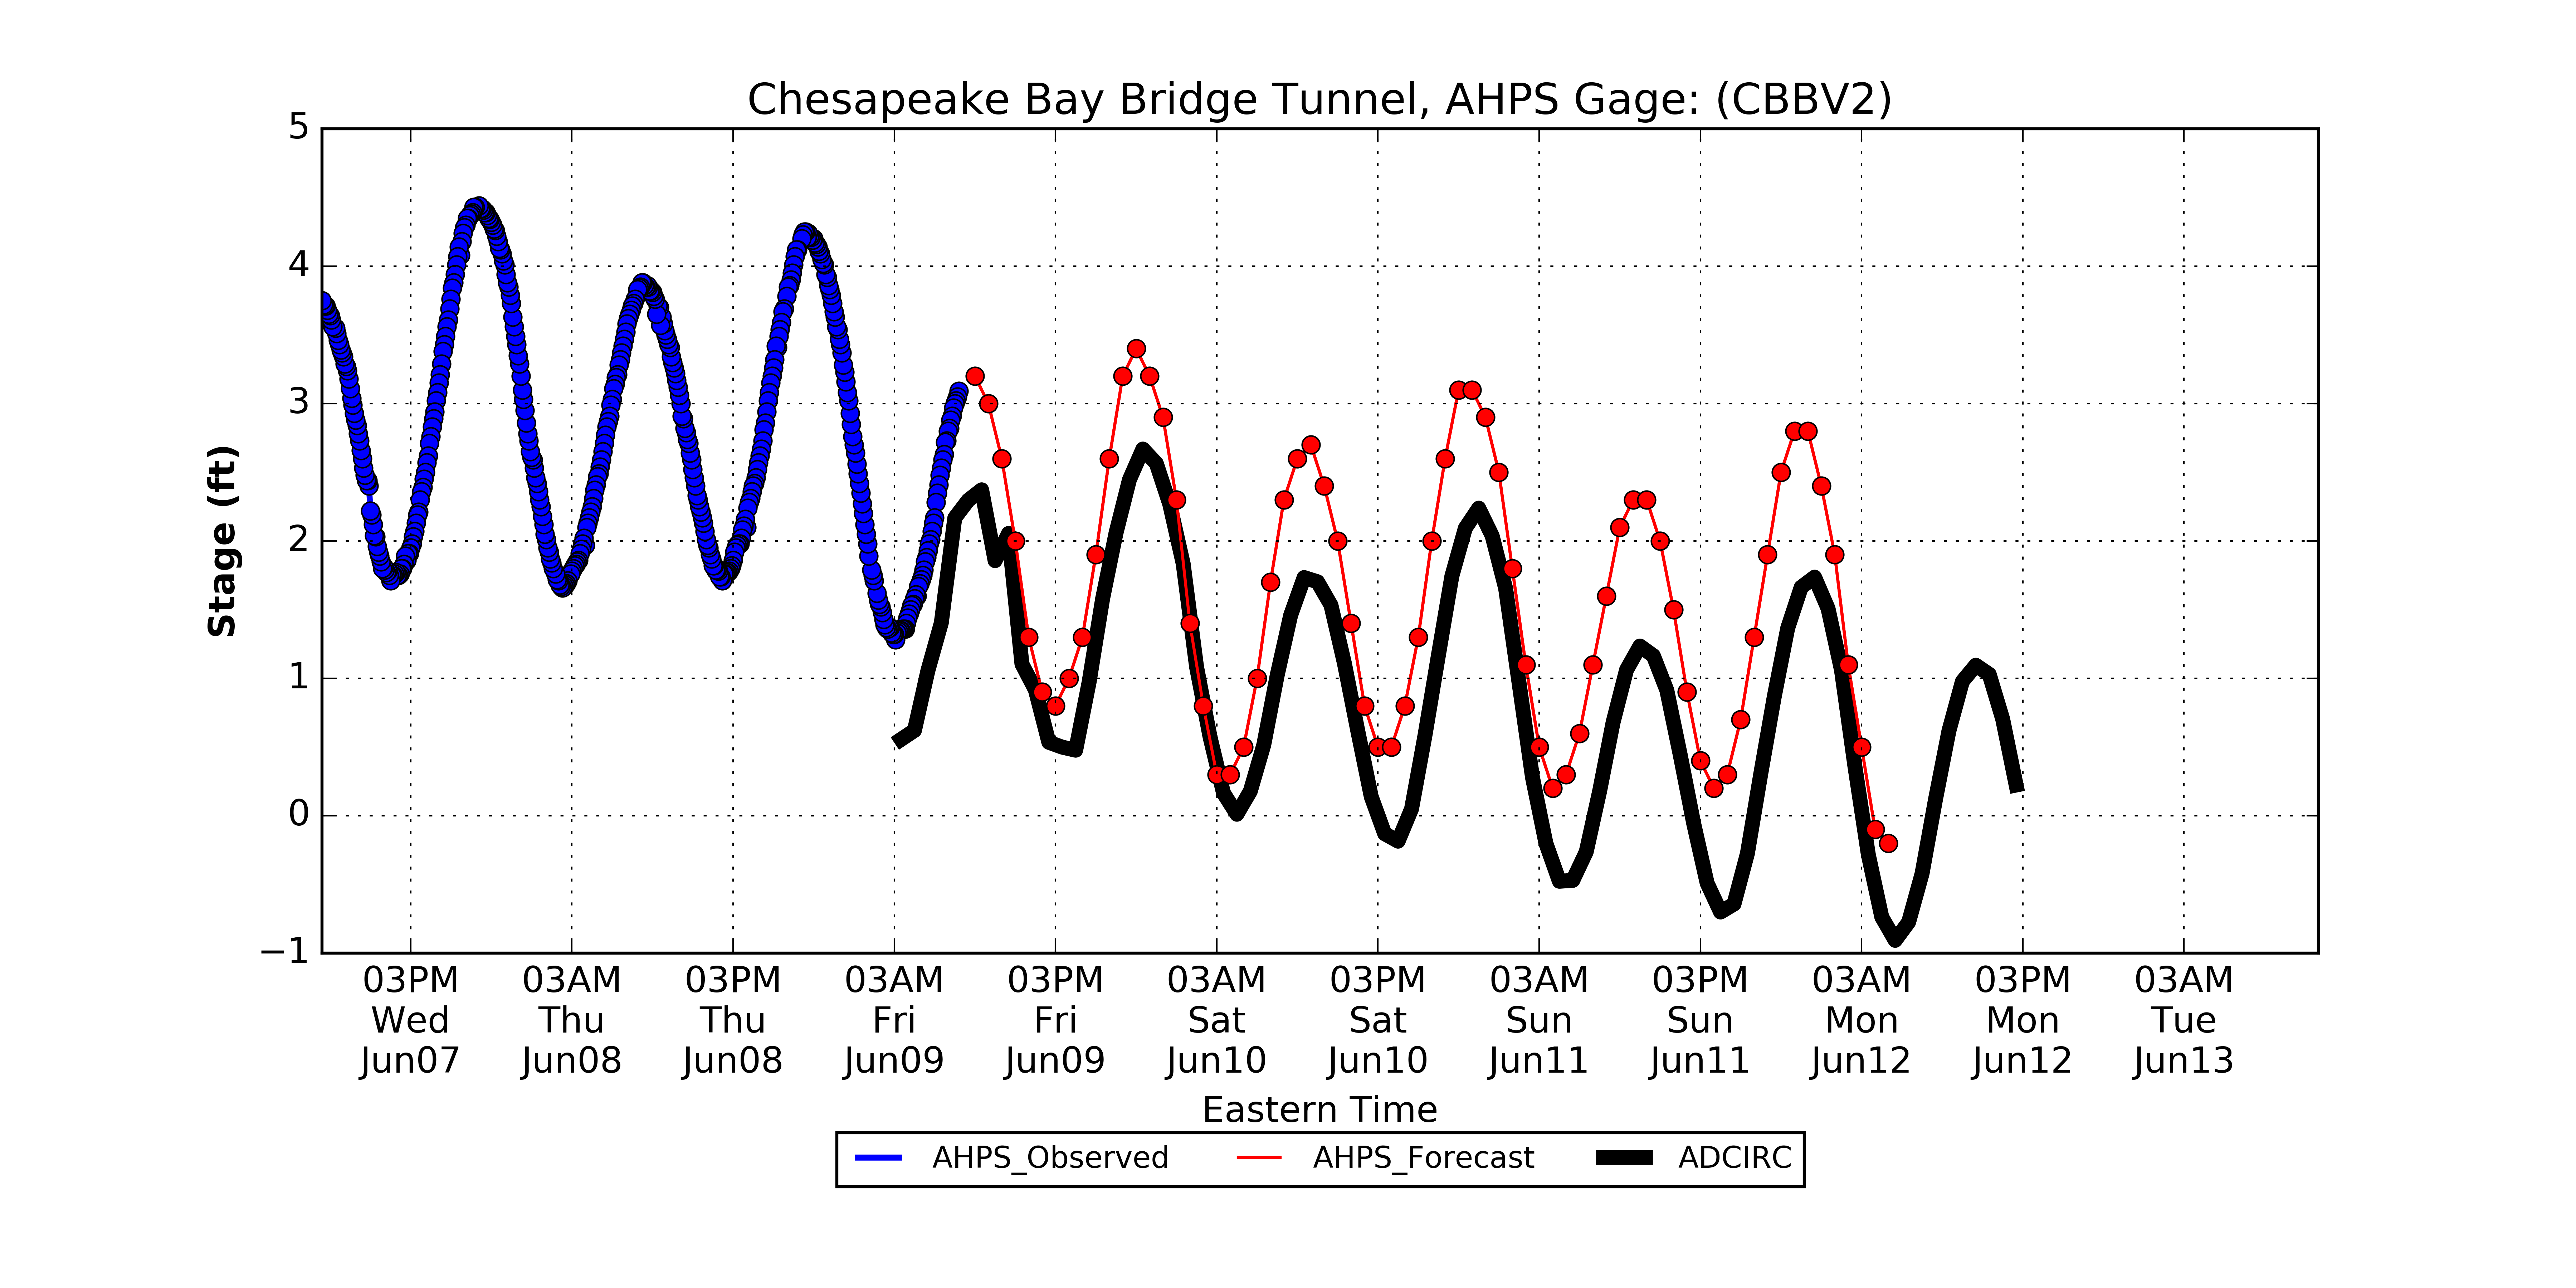 Chesapeake Bay Bridge Tunnel, AHPS Gage: (CBBV2)
5
4
3
2
1
0
−1
Stage (ft)
03PM 03AM 03PM 03AM 03PM 03AM 03PM 03AM 03PM 03AM 03PM 03AM
Wed Thu Thu Fri Fri Sat Sat Sun Sun Mon Mon Tue
Jun07 Jun08 Jun08 Jun09 Jun09 Jun10 Jun10 Jun11 Jun11 Jun12 Jun12 Jun13
Eastern Time
AHPS_Observed AHPS_Forecast ADCIRC